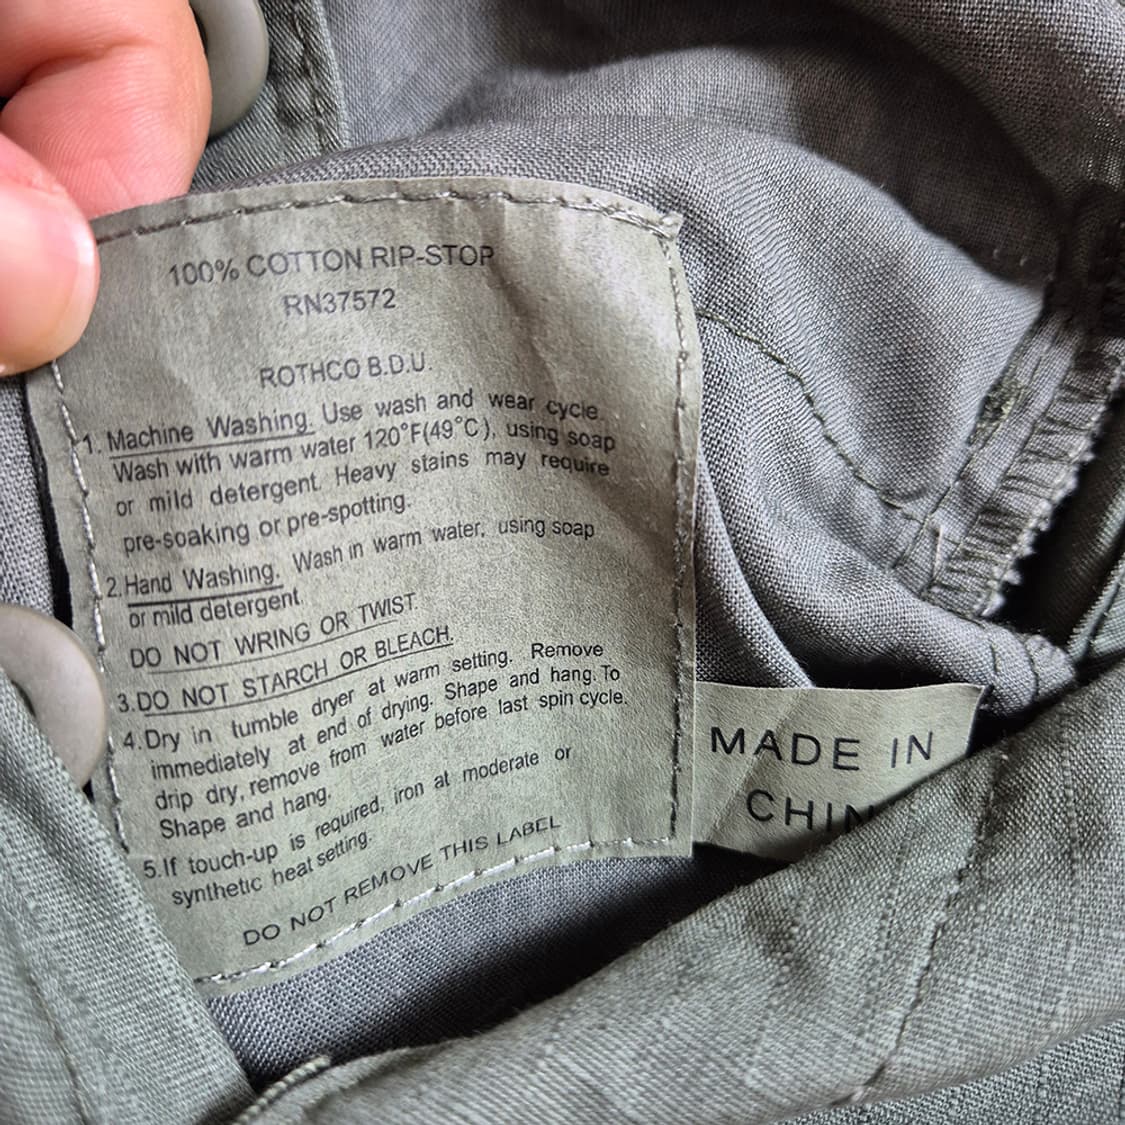 100% COTTON RIP-STOP
RN37572
ROTHCO B.D.U.
1. Machine Washing. Use wash and wear cycle.
Wash with warm water 120°F(49°C), using soap
or mild detergent. Heavy stains may require
pre-soaking or pre-spotting.
2.Hand Washing. Wash in warm water, using soap
or mild detergent.
DO NOT WRING OR TWIST.
3.DO NOT STARCH OR BLEACH.
4.Dry in tumble dryer at warm setting. Remove
immediately at end of drying. Shape and hang. To
drip dry, remove from water before last spin cycle.
Shape and hang.
5.If touch-up is required, iron at moderate or
synthetic heat setting.
DO NOT REMOVE THIS LABEL
MADE IN
CHIN